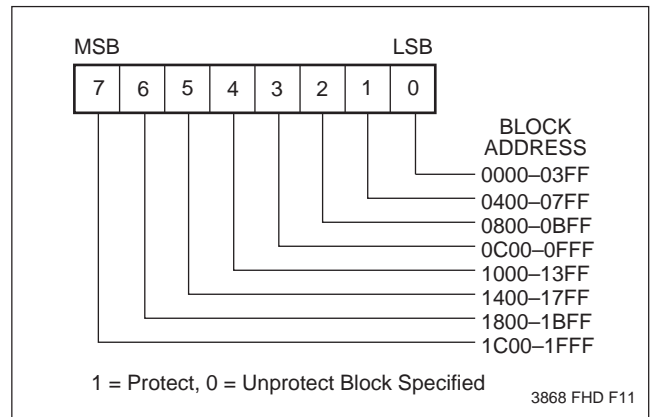 MSB LSB
7 6 5 4 3 2 1 0
BLOCK
ADDRESS
0000–03FF
0400–07FF
0800–0BFF
0C00–0FFF
1000–13FF
1400–17FF
1800–1BFF
1C00–1FFF
1 = Protect, 0 = Unprotect Block Specified
3868 FHD F11